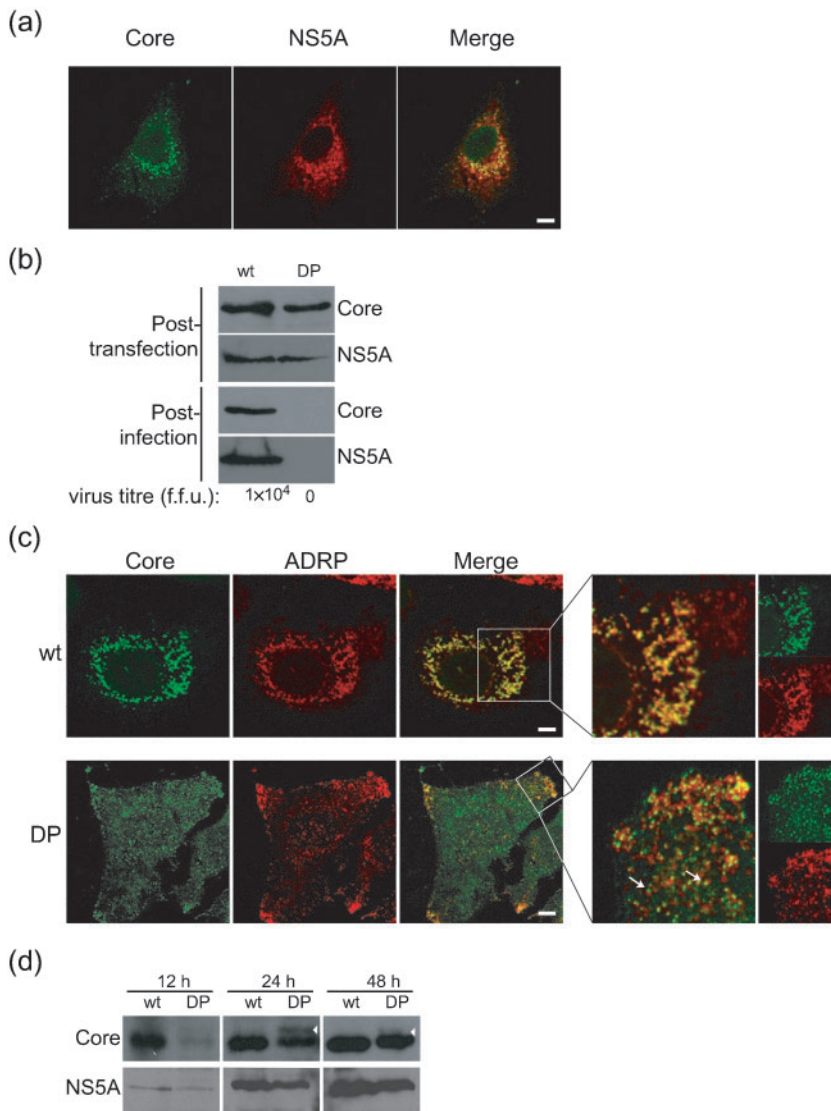 (a)
Core NS5A Merge
(b)
wt DP
Post-
transfection
Core
NS5A
Post-
infection
Core
NS5A
virus titre (f.f.u.): 1×10⁴ 0
(c)
Core ADRP Merge
wt
DP
(d)
12 h 24 h 48 h
wt DP wt DP wt DP
Core
NS5A